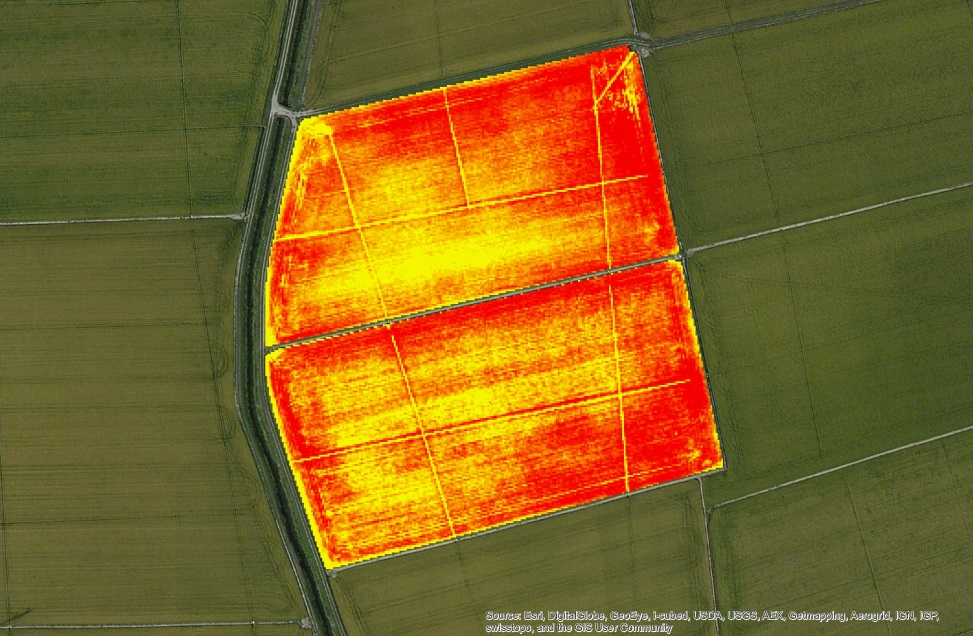 Source: Esri, DigitalGlobe, GeoEye, i-cubed, USDA, USGS, AEX, Getmapping, Aerogrid, IGN, IGP,
swisstopo, and the GIS User Community